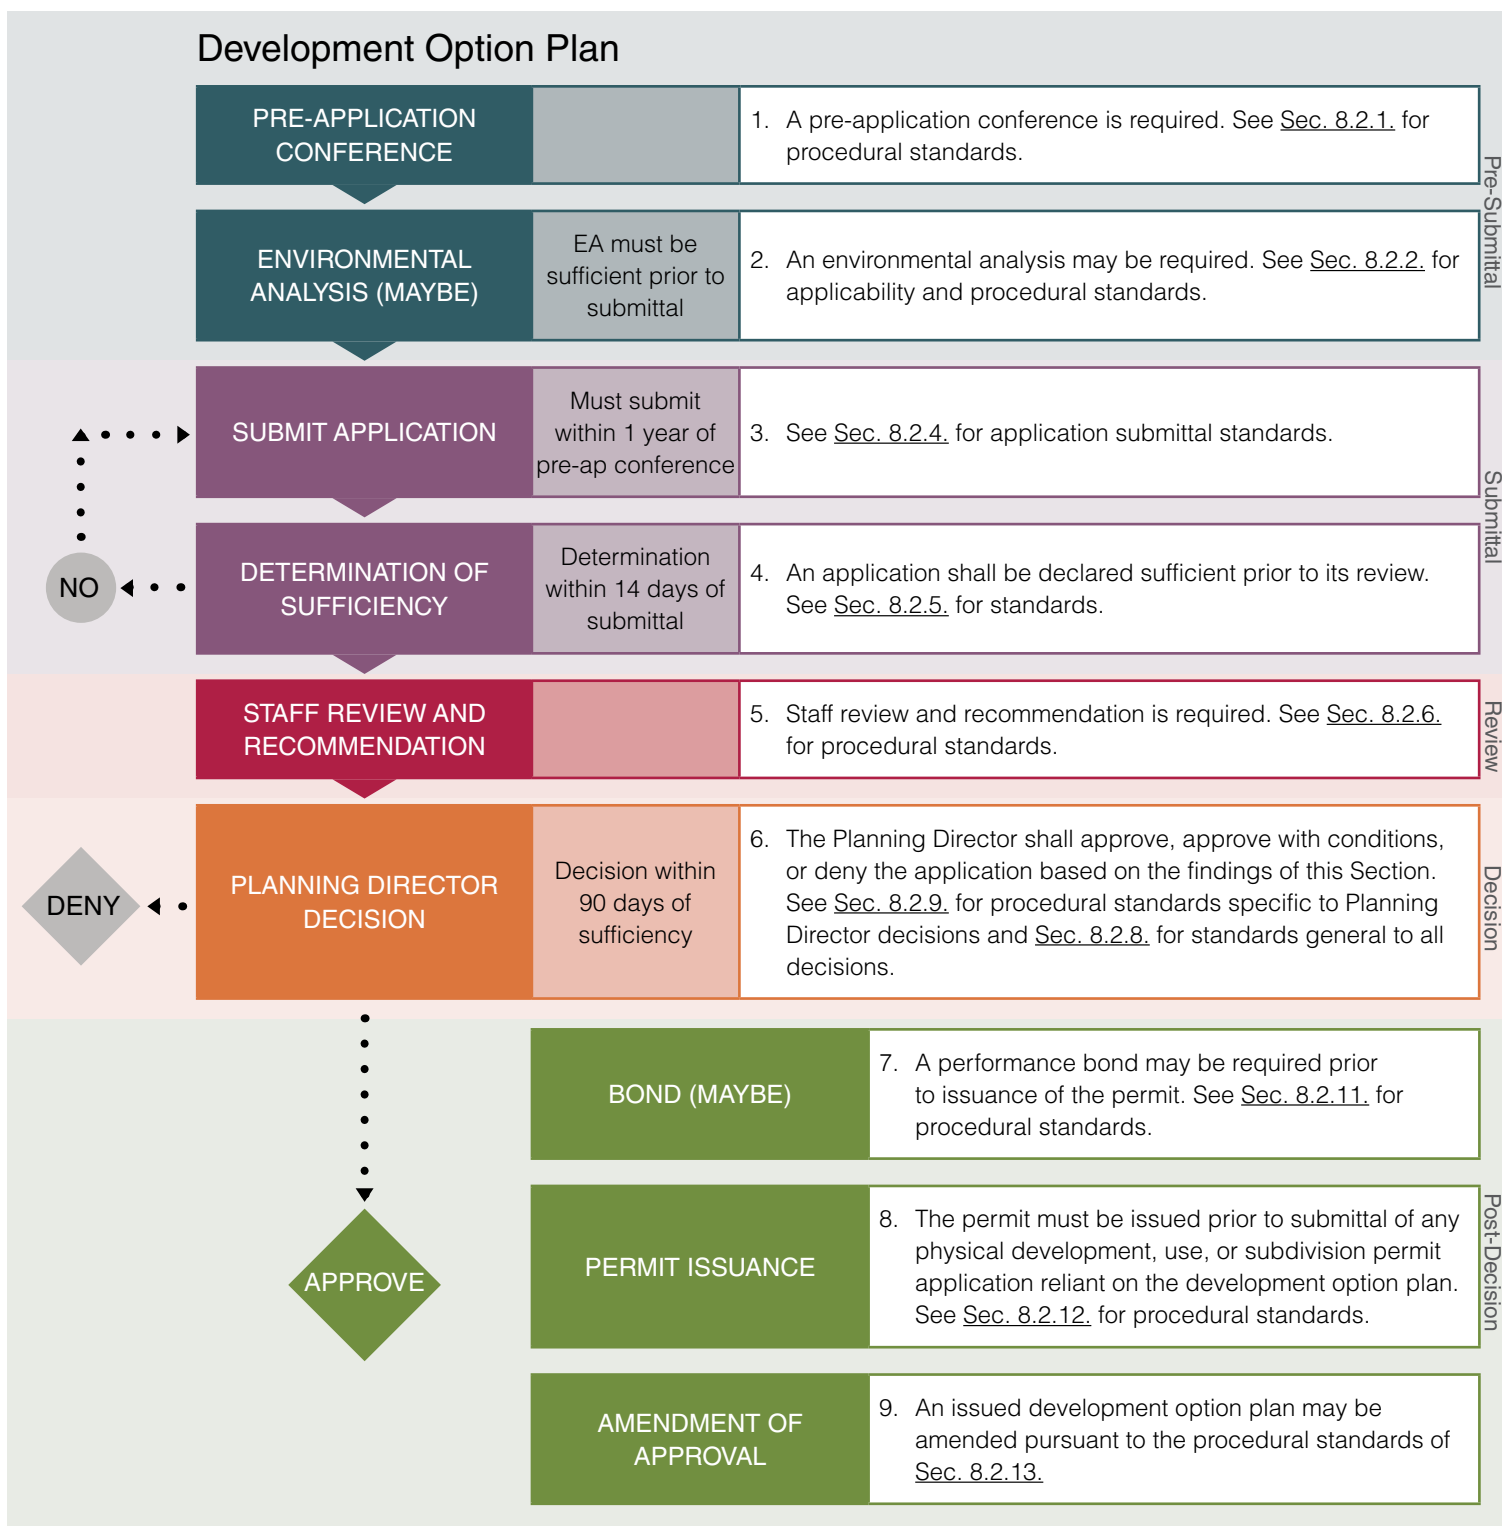 Development Option Plan
PRE-APPLICATION
CONFERENCE
1. A pre-application conference is required. See Sec. 8.2.1. for
procedural standards.
Pre-Submittal
ENVIRONMENTAL
ANALYSIS (MAYBE)
EA must be
sufficient prior to
submittal
2. An environmental analysis may be required. See Sec. 8.2.2. for
applicability and procedural standards.
SUBMIT APPLICATION
Must submit
within 1 year of
pre-ap conference
3. See Sec. 8.2.4. for application submittal standards.
Submittal
NO
DETERMINATION OF
SUFFICIENCY
Determination
within 14 days of
submittal
4. An application shall be declared sufficient prior to its review.
See Sec. 8.2.5. for standards.
STAFF REVIEW AND
RECOMMENDATION
5. Staff review and recommendation is required. See Sec. 8.2.6.
for procedural standards.
Review
DENY
PLANNING DIRECTOR
DECISION
Decision within
90 days of
sufficiency
6. The Planning Director shall approve, approve with conditions,
or deny the application based on the findings of this Section.
See Sec. 8.2.9. for procedural standards specific to Planning
Director decisions and Sec. 8.2.8. for standards general to all
decisions.
Decision
BOND (MAYBE)
7. A performance bond may be required prior
to issuance of the permit. See Sec. 8.2.11. for
procedural standards.
APPROVE
PERMIT ISSUANCE
8. The permit must be issued prior to submittal of any
physical development, use, or subdivision permit
application reliant on the development option plan.
See Sec. 8.2.12. for procedural standards.
Post-Decision
AMENDMENT OF
APPROVAL
9. An issued development option plan may be
amended pursuant to the procedural standards of
Sec. 8.2.13.